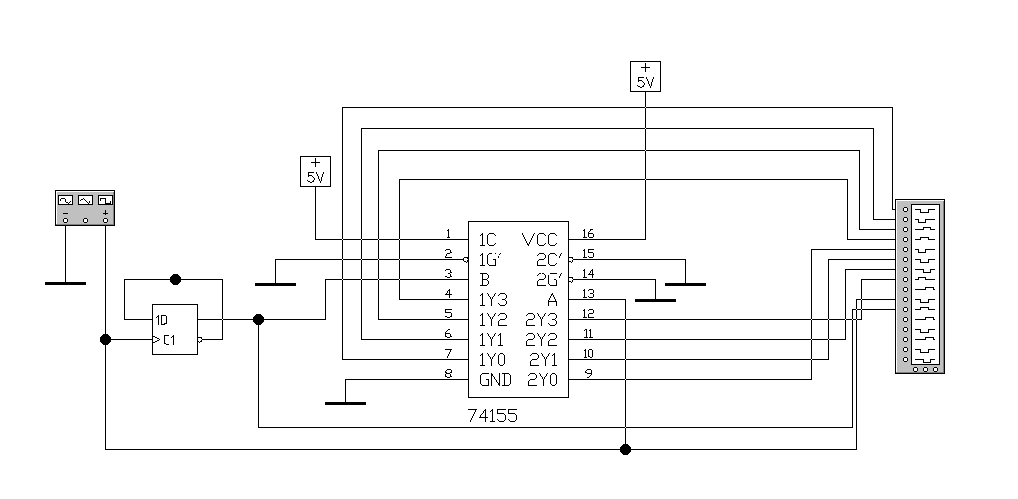 +
5V
+
5V
− +
1 1C VCC 16
2 1G' 2C' 15
3 B 2G' 14
4 1Y3 A 13
5 1Y2 2Y3 12
6 1Y1 2Y2 11
7 1Y0 2Y1 10
8 GND 2Y0 9
1D
C1
74155